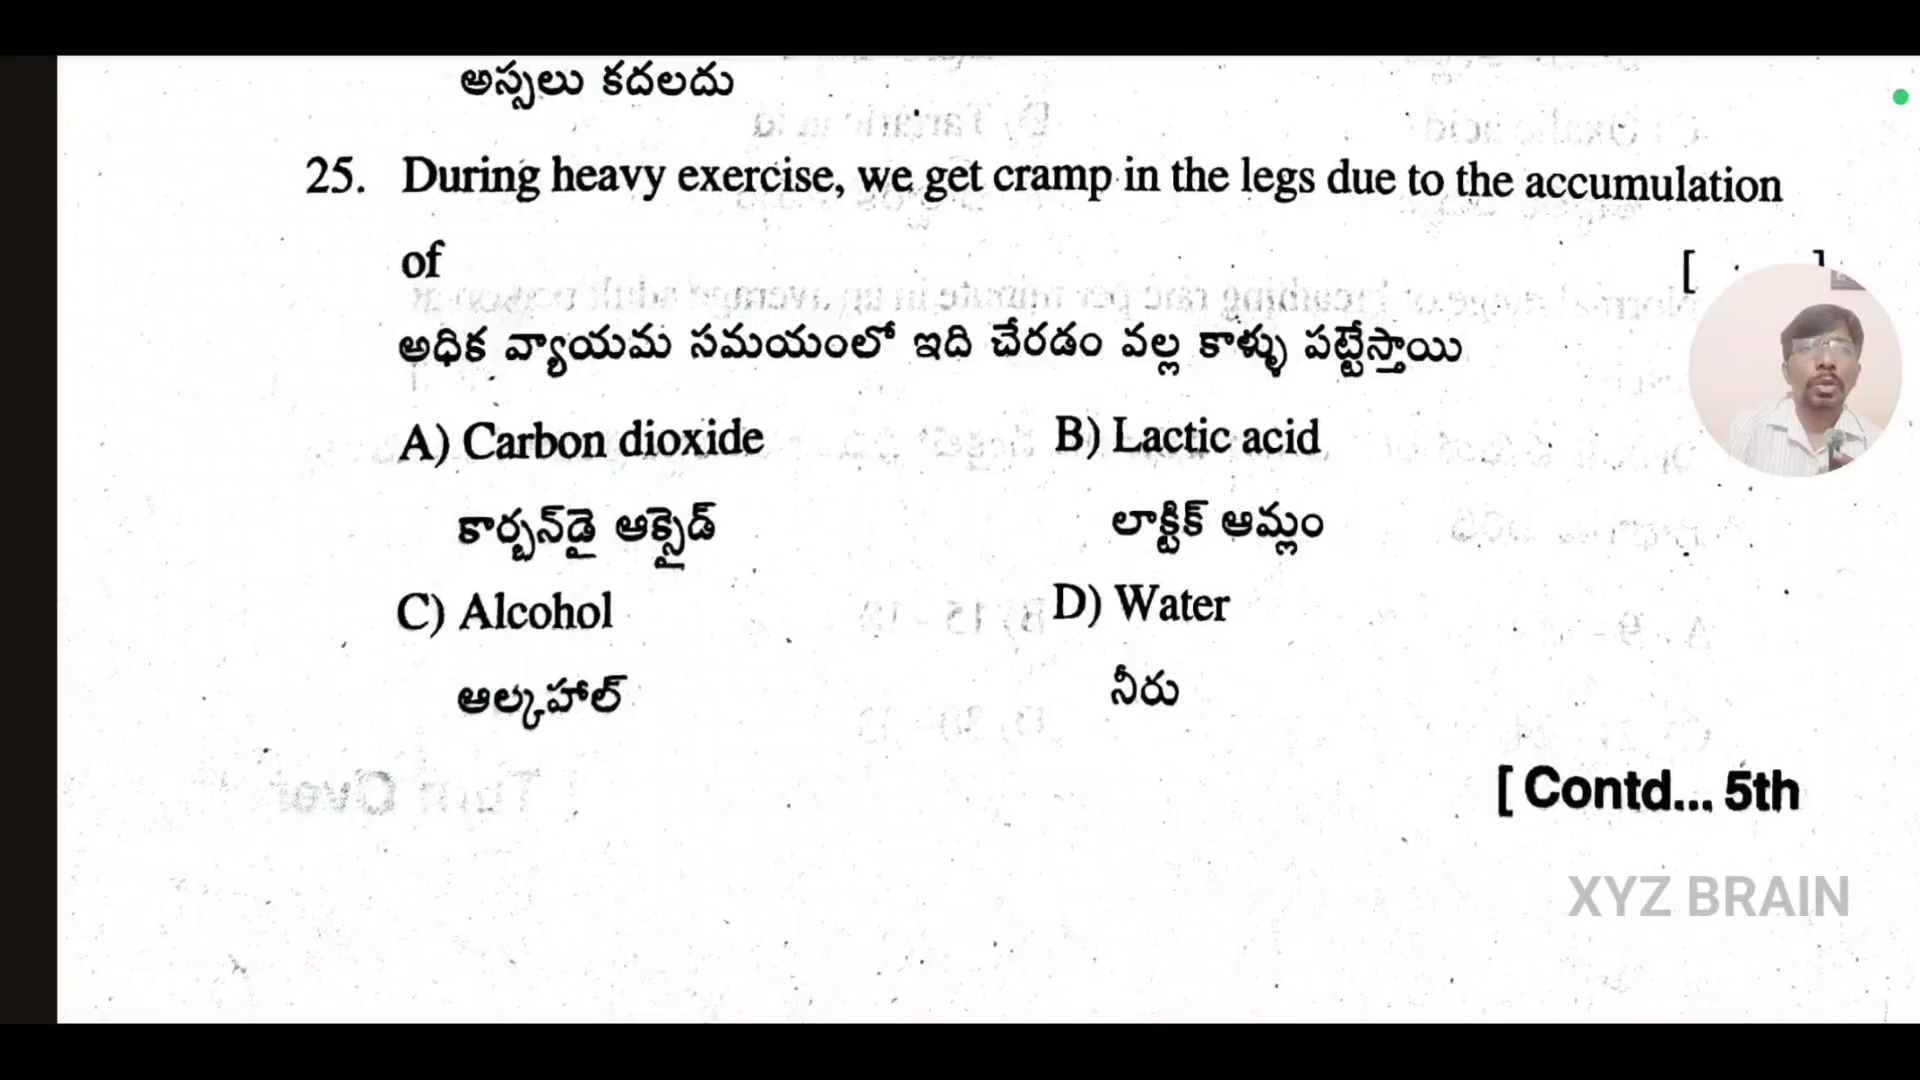 అస్సలు కదలదు
25. During heavy exercise, we get cramp in the legs due to the accumulation
of [ ]
అధిక వ్యాయమ సమయంలో ఇది చేరడం వల్ల కాళ్ళు పట్టేస్తాయి
A) Carbon dioxide B) Lactic acid
కార్బన్‌డై ఆక్సైడ్ లాక్టిక్ ఆమ్లం
C) Alcohol D) Water
ఆల్కహాల్ నీరు
[ Contd... 5th
XYZ BRAIN